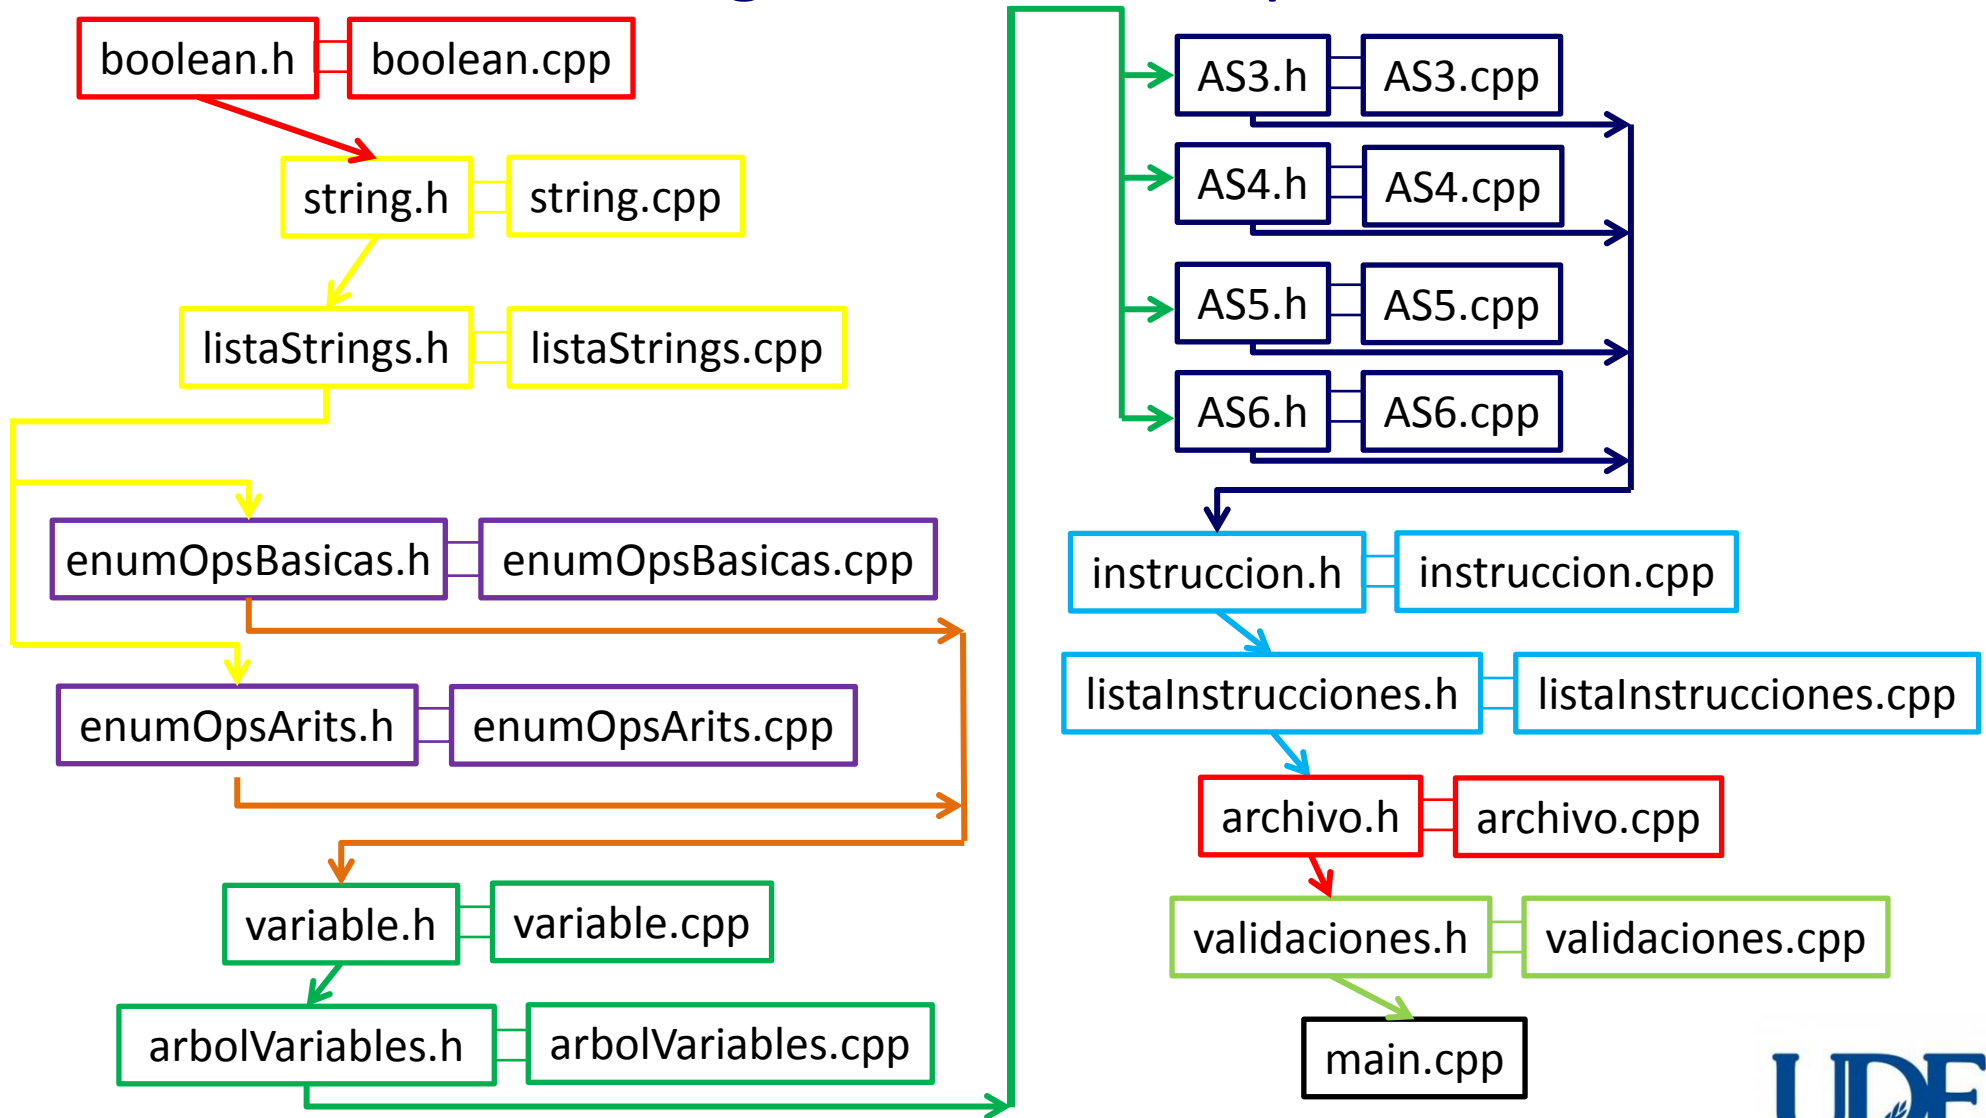 boolean.h
boolean.cpp
string.h
string.cpp
listaStrings.h
listaStrings.cpp
enumOpsBasicas.h
enumOpsBasicas.cpp
enumOpsArits.h
enumOpsArits.cpp
variable.h
variable.cpp
arbolVariables.h
arbolVariables.cpp
AS3.h
AS3.cpp
AS4.h
AS4.cpp
AS5.h
AS5.cpp
AS6.h
AS6.cpp
instruccion.h
instruccion.cpp
listaInstrucciones.h
listaInstrucciones.cpp
archivo.h
archivo.cpp
validaciones.h
validaciones.cpp
main.cpp
UDE